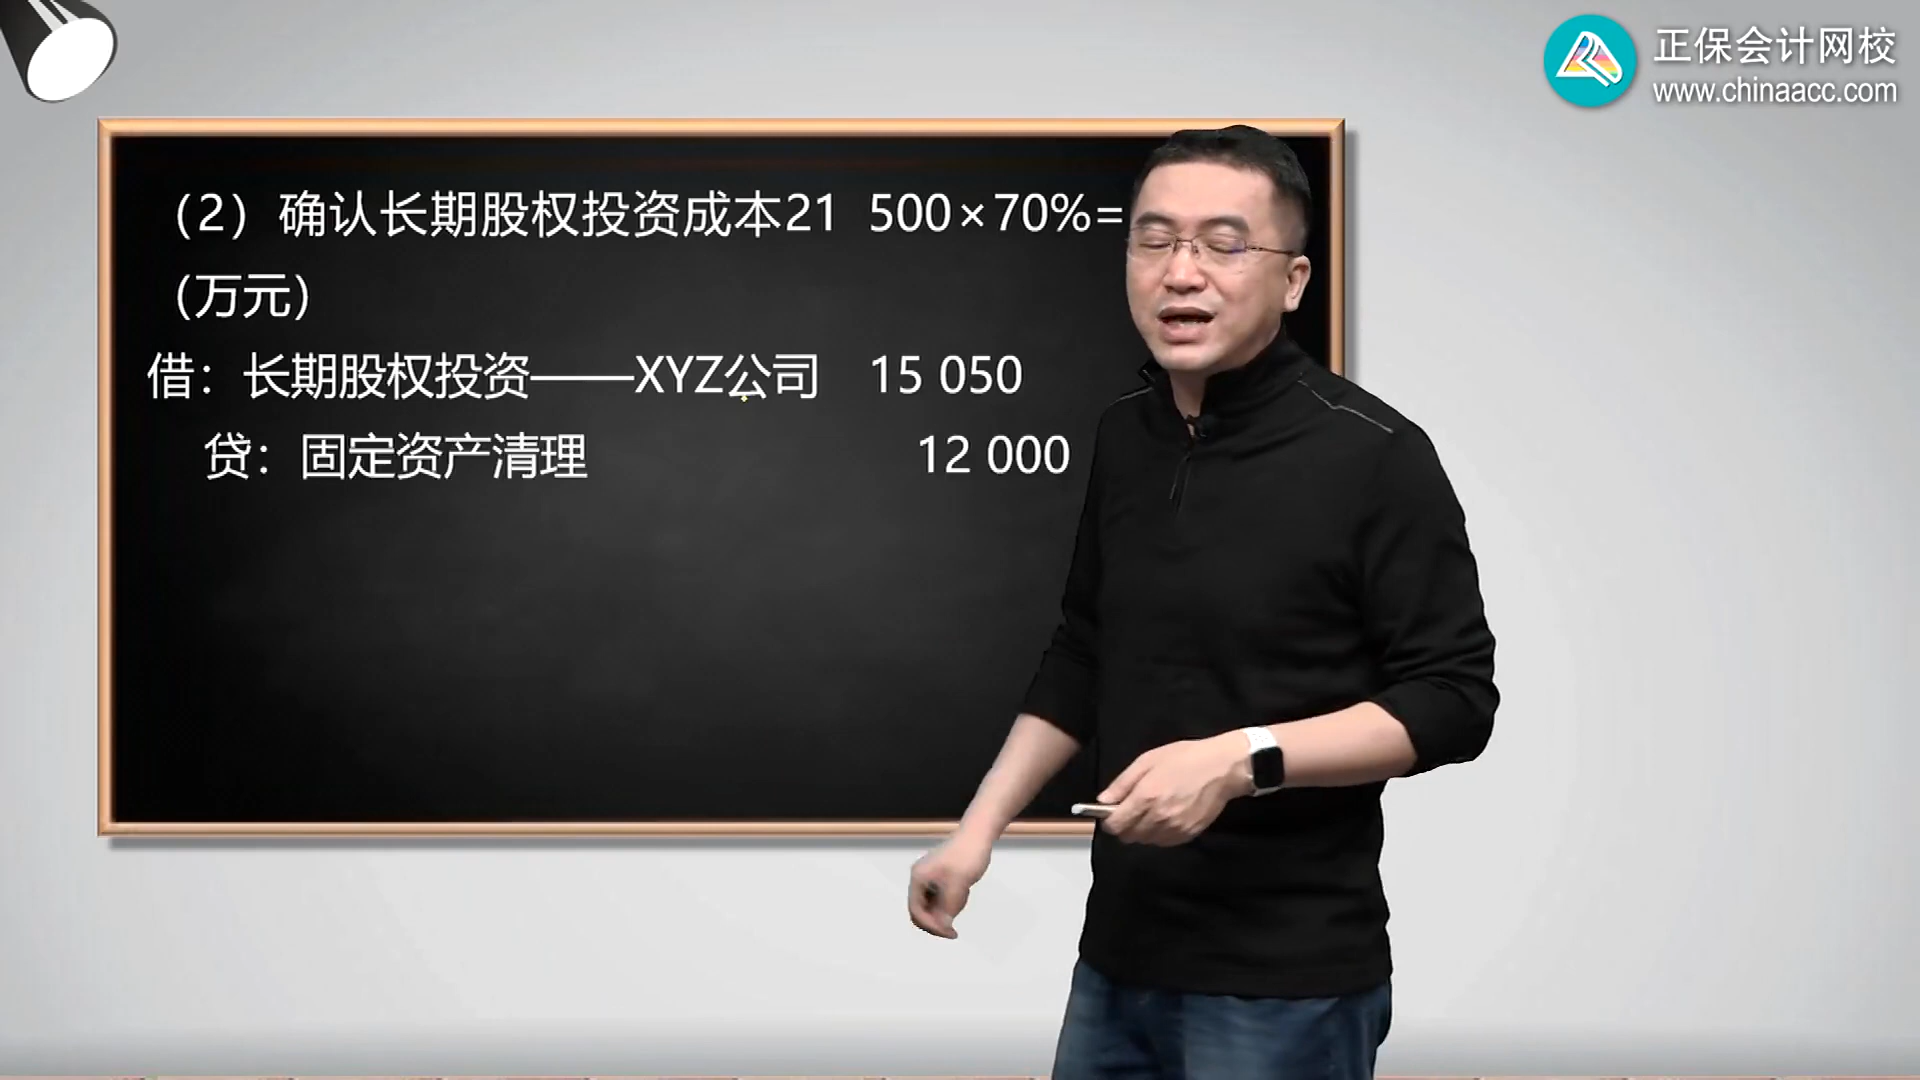 正保会计网校
www.chinaacc.com
（2）确认长期股权投资成本21 500×70%=
(万元)
借：长期股权投资——XYZ公司 15 050
贷：固定资产清理 12 000